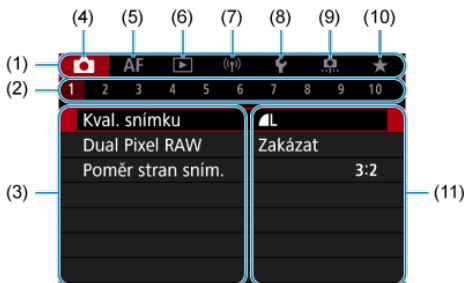 (4) (5) (6) (7) (8) (9) (10)
(1) AF
(2) 1 2 3 4 5 6 7 8 9 10
Kval. snímku L
Dual Pixel RAW Zakázat
Poměr stran sním. 3:2
(3) (11)